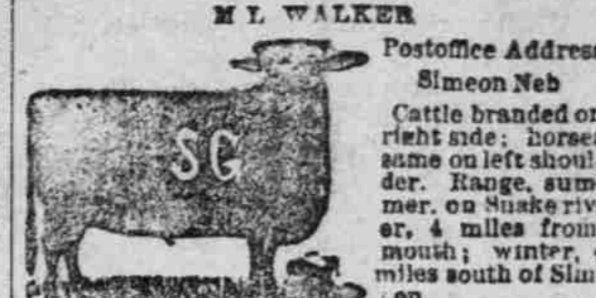 M L WALKER
Postoffice Address
Simeon Neb
Cattle branded on
right side; horses
same on left shoul
der. Range, sum
mer, on Snake riv
er, 4 miles from
mouth; winter,
miles south of Sim
eon
SG